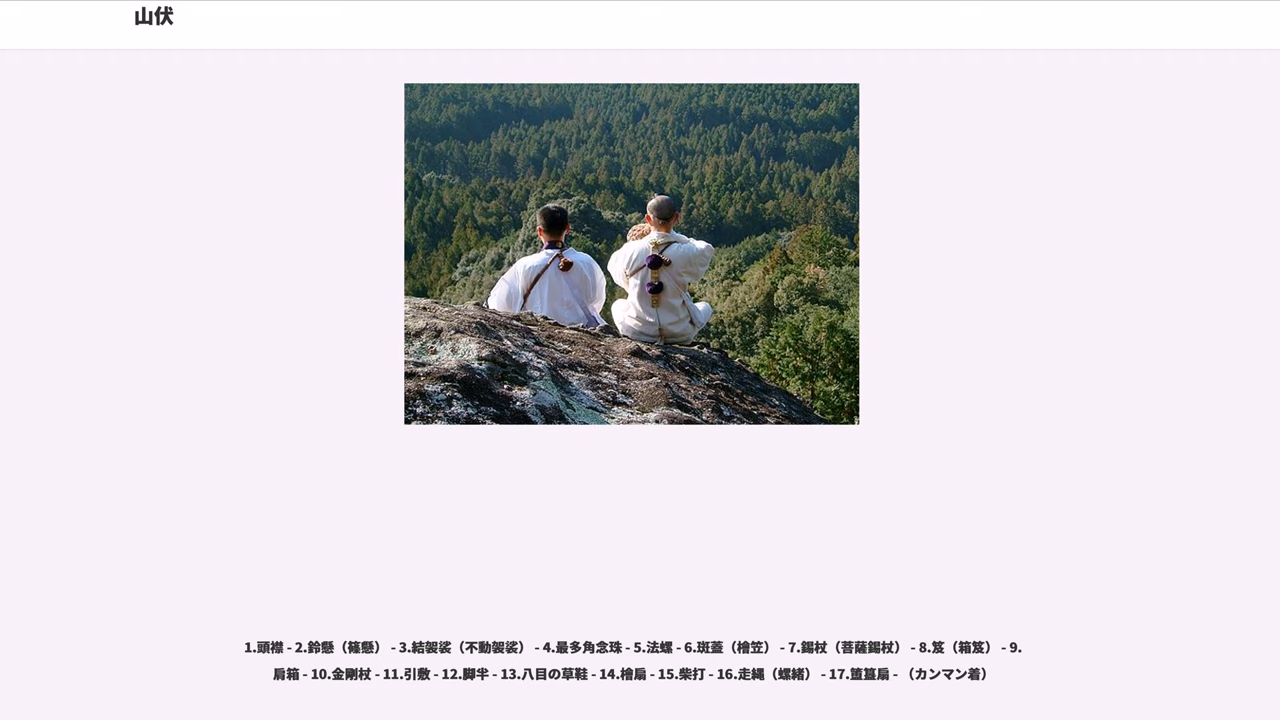 山伏
1.頭襟 - 2.鈴懸（篠懸） - 3.結袈裟（不動袈裟） - 4.最多角念珠 - 5.法螺 - 6.斑蓋（檜笠） - 7.錫杖（菩薩錫杖） - 8.笈（箱笈） - 9.
肩箱 - 10.金剛杖 - 11.引敷 - 12.脚半 - 13.八目の草鞋 - 14.檜扇 - 15.柴打 - 16.走縄（螺緒） - 17.簠簋扇 - （カンマン着）